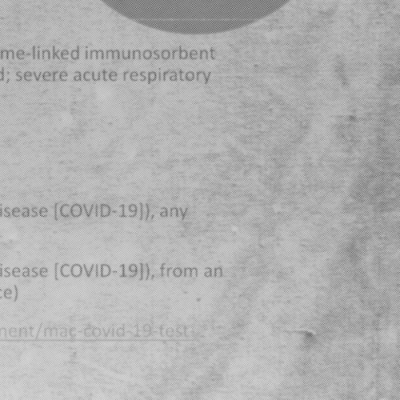 me-linked immunosorbent
d; severe acute respiratory
isease [COVID-19]), any
isease [COVID-19]), from an
ce)
ment/mac-covid-19-test-